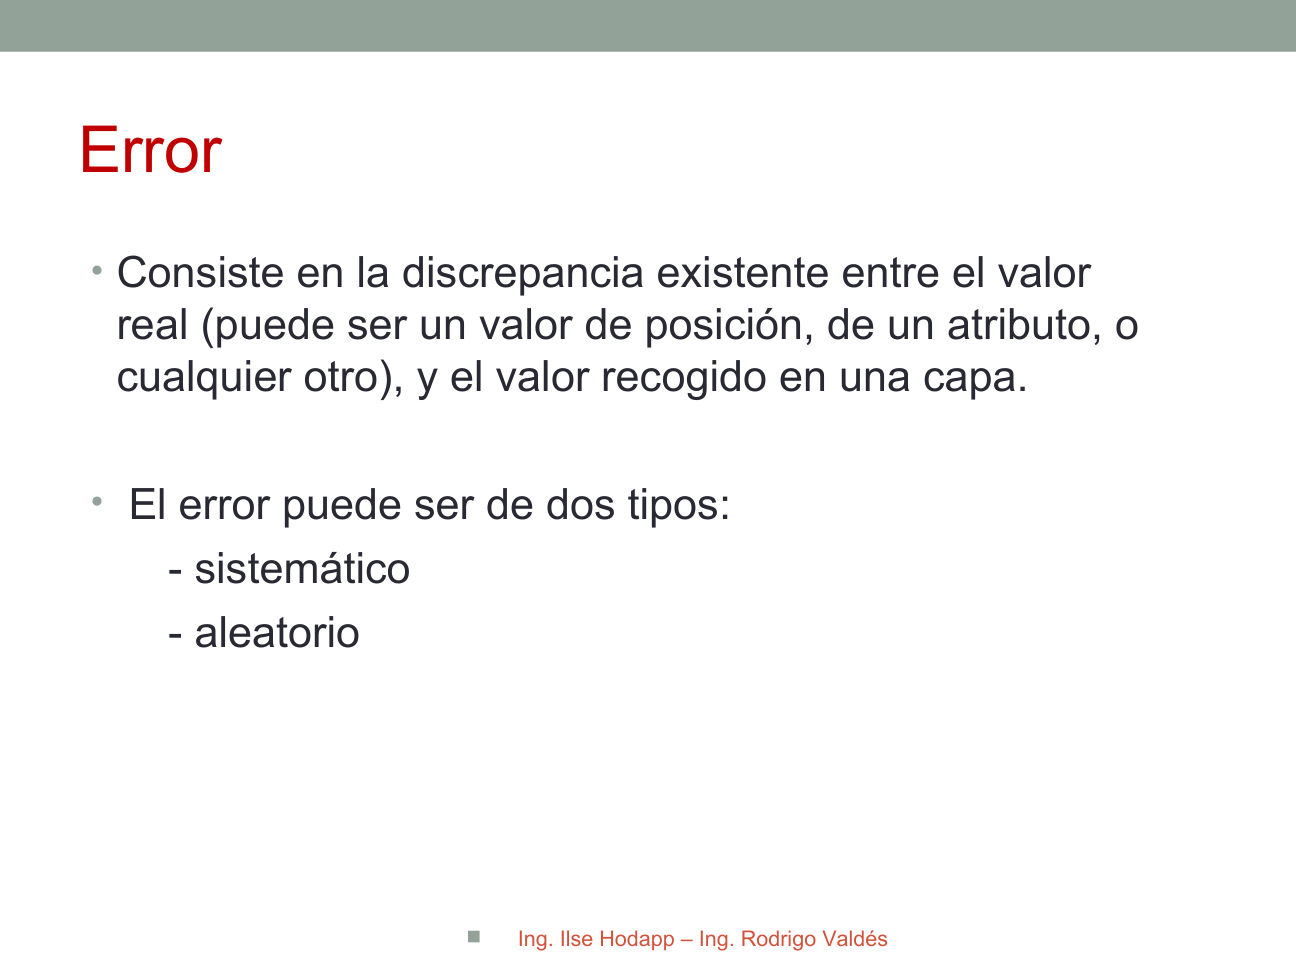 Error
• Consiste en la discrepancia existente entre el valor
real (puede ser un valor de posición, de un atributo, o
cualquier otro), y el valor recogido en una capa.
• El error puede ser de dos tipos:
- sistemático
- aleatorio
▪ Ing. Ilse Hodapp – Ing. Rodrigo Valdés